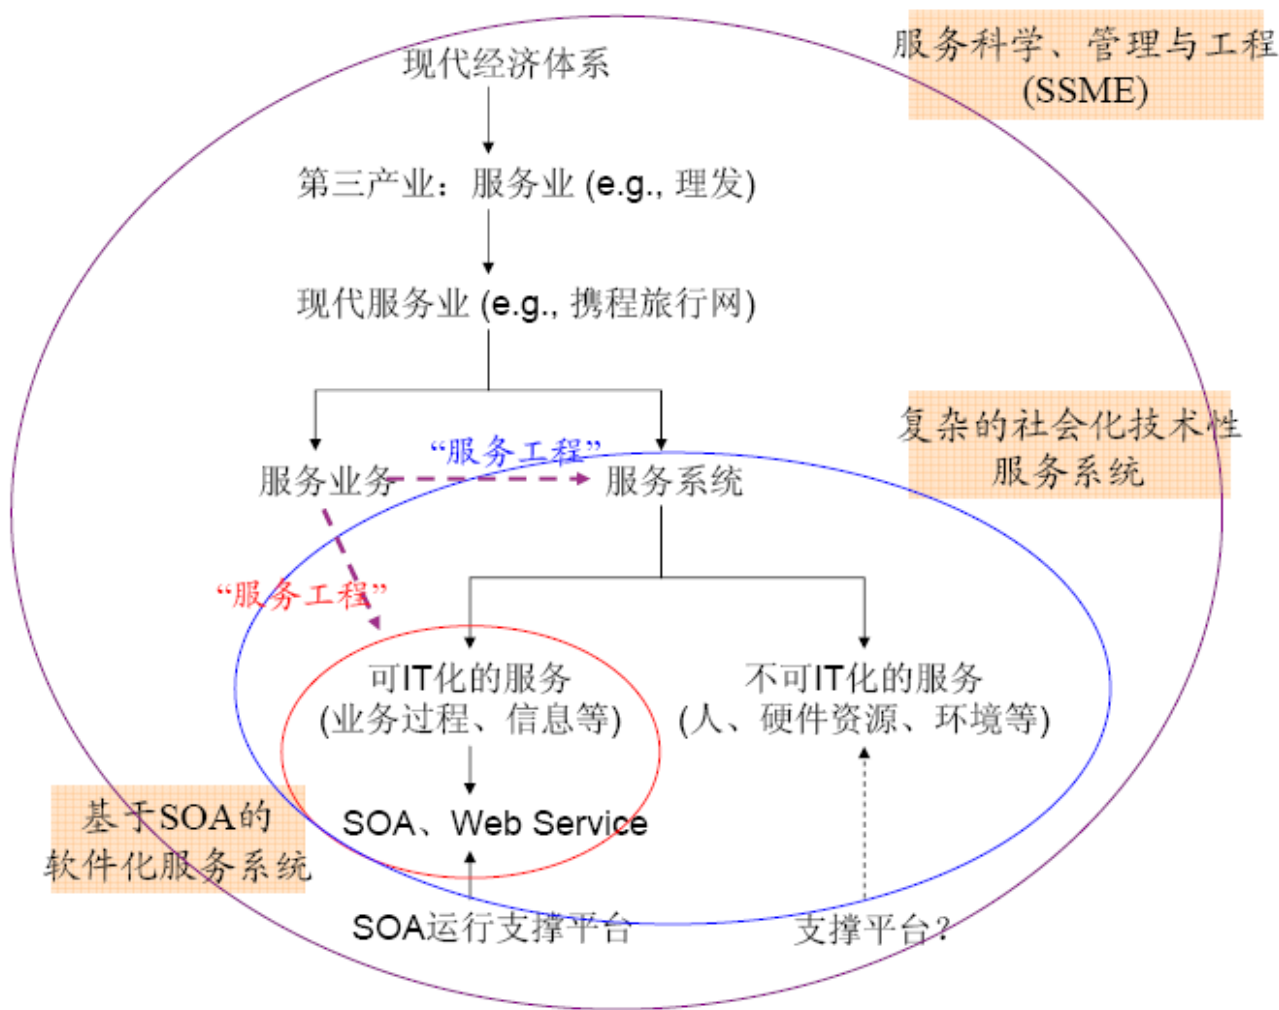 服务科学、管理与工程
(SSME)
现代经济体系
第三产业：服务业 (e.g., 理发)
现代服务业 (e.g., 携程旅行网)
复杂的社会化技术性
服务系统
“服务工程”
服务业务
服务系统
“服务工程”
可IT化的服务
(业务过程、信息等)
不可IT化的服务
(人、硬件资源、环境等)
基于SOA的
软件化服务系统
SOA、Web Service
SOA运行支撑平台
支撑平台？